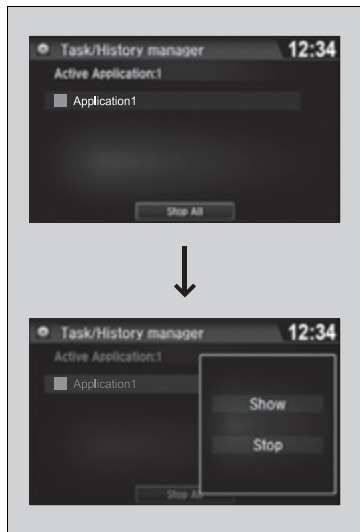 Task/History manager 12:34
Active Application:1
Application1
Stop All
Task/History manager 12:34
Active Application:1
Application1
Show
Stop
Stop All